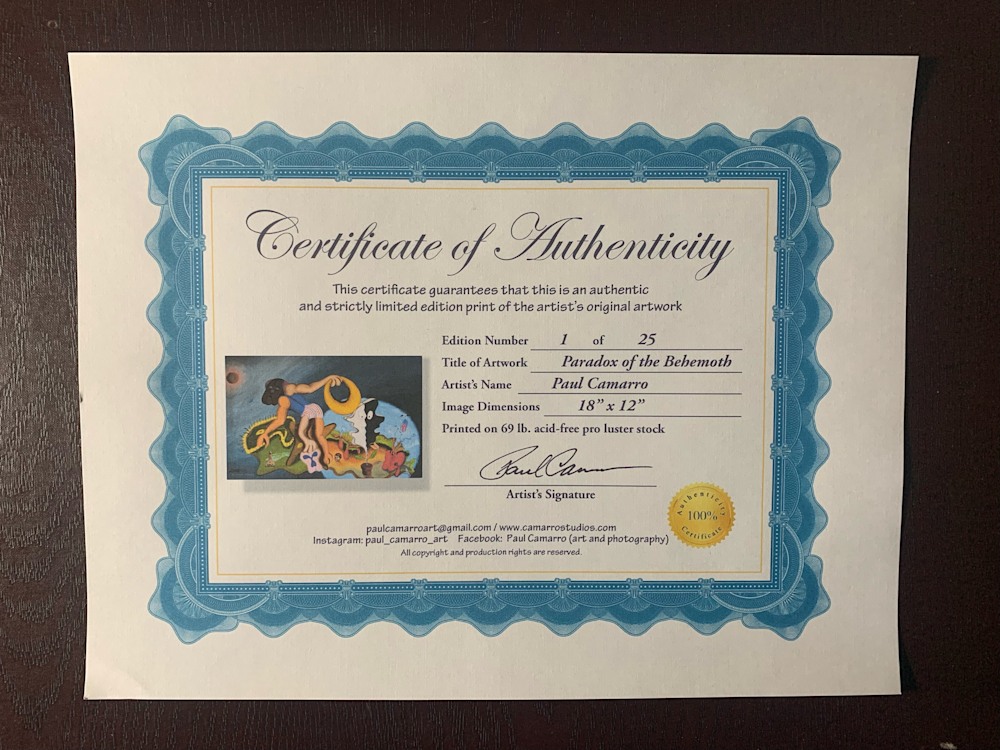 Certificate of Authenticity
This certificate guarantees that this is an authentic
and strictly limited edition print of the artist's original artwork
Edition Number 1 of 25
Title of Artwork Paradox of the Behemoth
Artist's Name Paul Camarro
Image Dimensions 18” x 12”
Printed on 69 lb. acid-free pro luster stock
Paul Camarro
Artist's Signature
Authenticity
100%
Certificate
paulcamarroart@gmail.com / www.camarrostudios.com
Instagram: paul_camarro_art Facebook: Paul Camarro (art and photography)
All copyright and production rights are reserved.